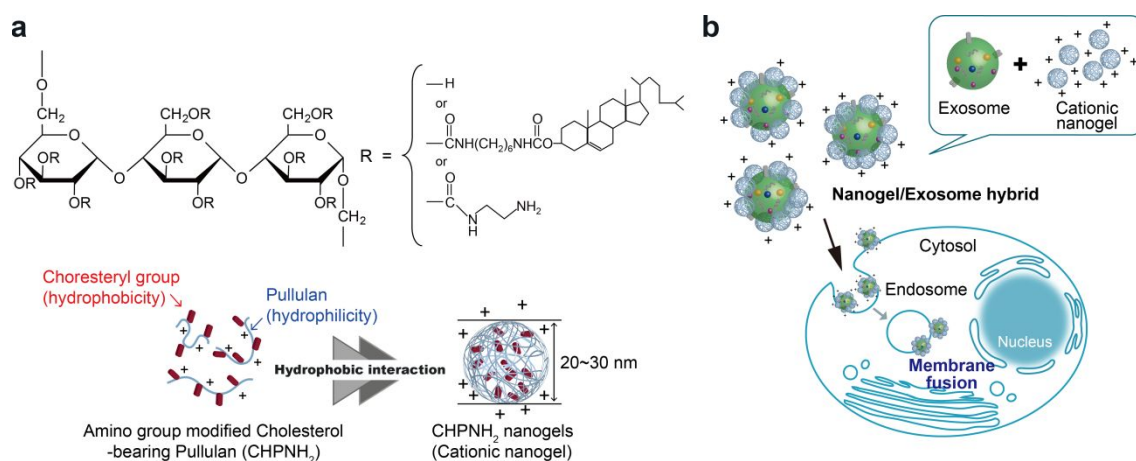 a
O
CH₂
CH₂OR
CH₂OR
O
O
O
OR
OR
OR
OR
OR
OR
OR
O
O
O
CH₂
R =
H
or
O
CNH(CH₂)₆NHCO
O
or
O
C
N
H
NH₂
Choresteryl group
(hydrophobicity)
Pullulan
(hydrophilicity)
Hydrophobic interaction
20~30 nm
Amino group modified Cholesterol
-bearing Pullulan (CHPNH₂)
CHPNH₂ nanogels
(Cationic nanogel)
b
+
Exosome
Cationic
nanogel
Nanogel/Exosome hybrid
Cytosol
Endosome
Nucleus
Membrane
fusion